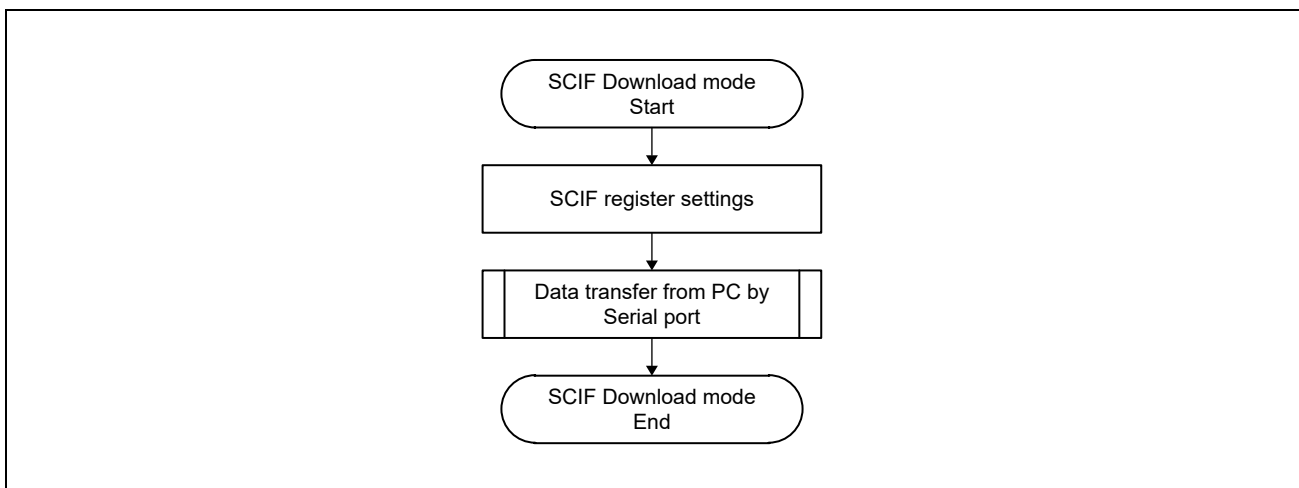 SCIF Download mode
Start
SCIF register settings
Data transfer from PC by
Serial port
SCIF Download mode
End